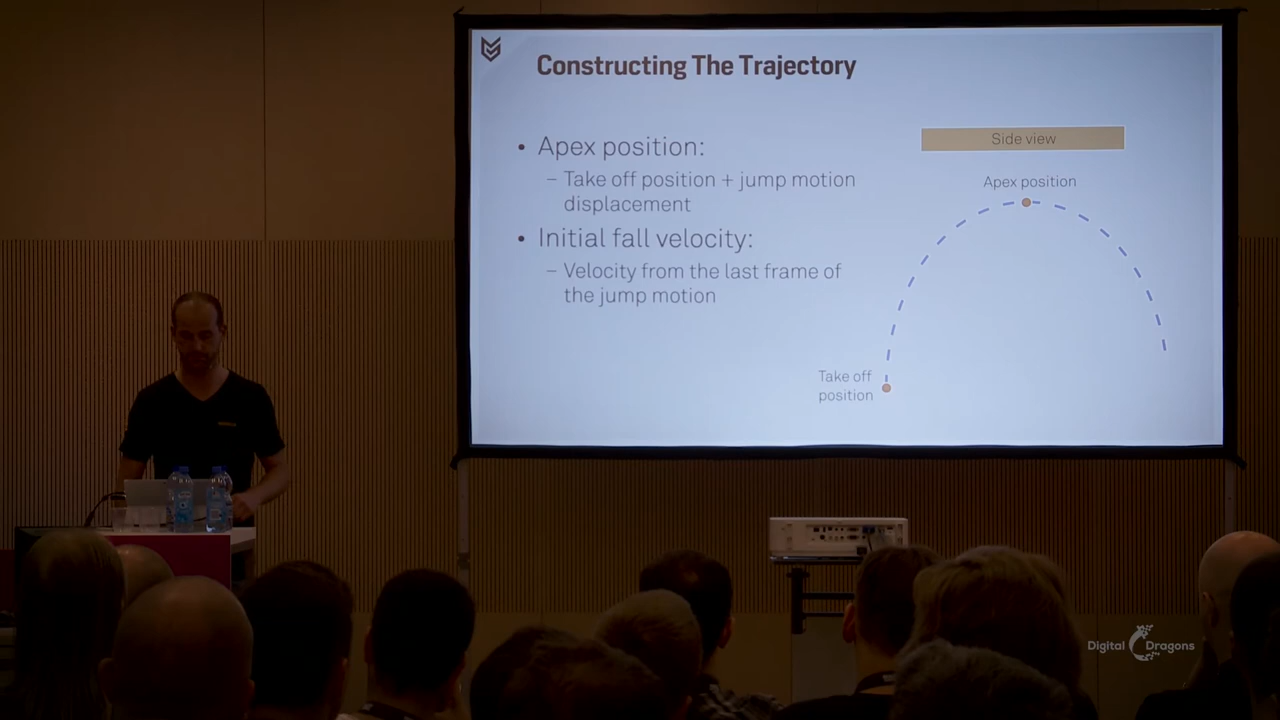 Constructing The Trajectory
• Apex position:
– Take off position + jump motion
displacement
• Initial fall velocity:
– Velocity from the last frame of
the jump motion
Side view
Apex position
Take off
position
Digital Dragons